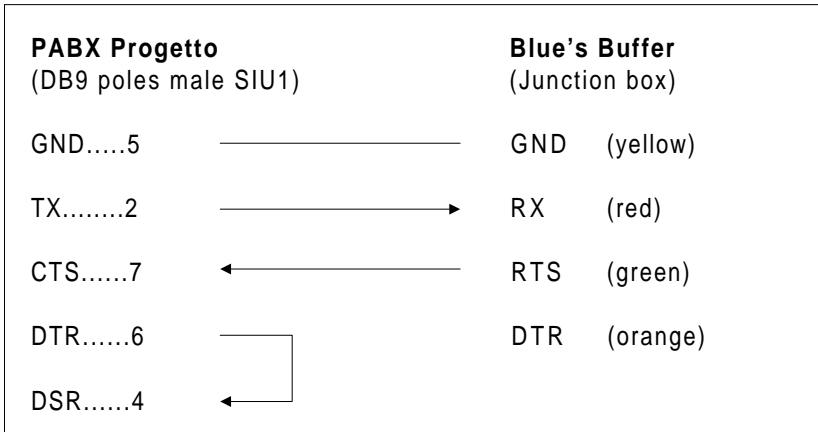 PABX Progetto Blue's Buffer
(DB9 poles male SIU1) (Junction box)
GND.....5 GND (yellow)
TX........2 RX (red)
CTS......7 RTS (green)
DTR......6 DTR (orange)
DSR......4